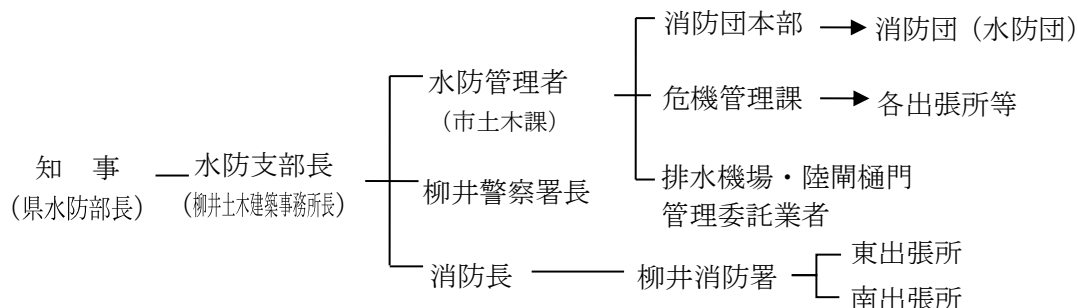 知　事
（県水防部長）
水防支部長
（柳井土木建築事務所長）
水防管理者
（市土木課）
柳井警察署長
消防長
消防団本部
消防団（水防団）
危機管理課
各出張所等
排水機場・陸閘樋門
管理委託業者
柳井消防署
東出張所
南出張所